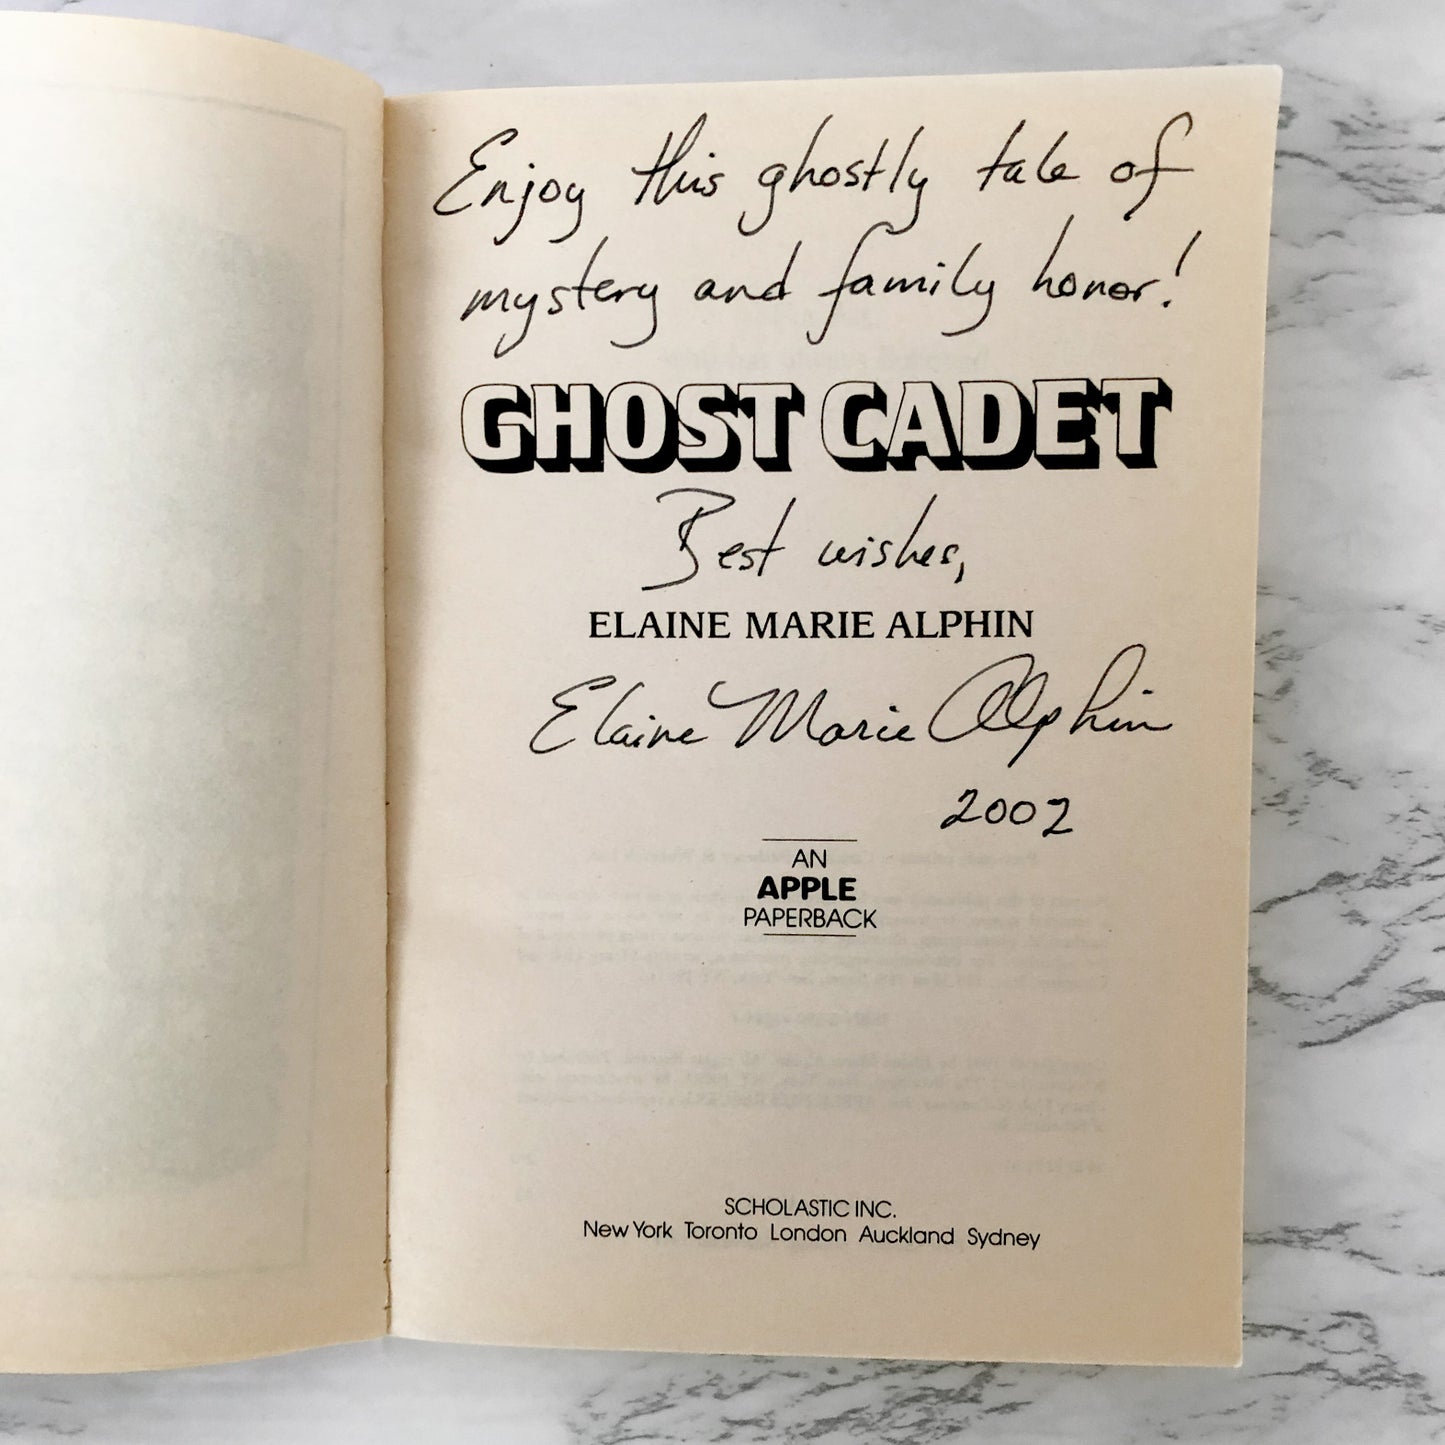 Enjoy this ghostly tale of
mystery and family honor!
GHOST CADET
Best wishes,
ELAINE MARIE ALPHIN
Elaine Marie Alphin
2002
AN
APPLE
PAPERBACK
SCHOLASTIC INC.
New York Toronto London Auckland Sydney